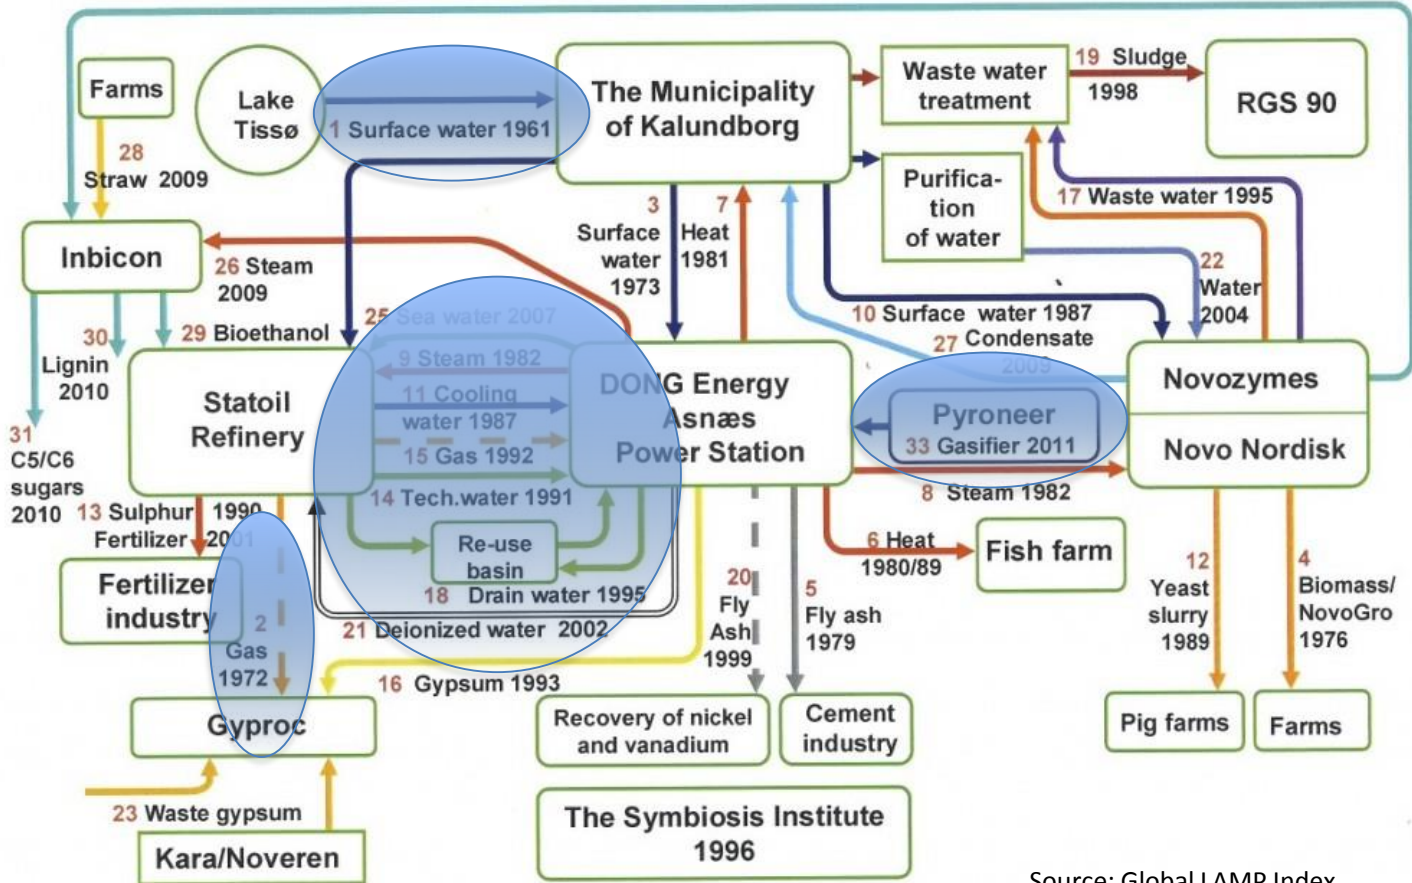 Farms
28
Straw 2009
Lake
Tissø
1 Surface water 1961
The Municipality
of Kalundborg
Waste water
treatment
19 Sludge
1998
RGS 90
Purifica-
tion
of water
17 Waste water 1995
22
Water
2004
Inbicon
26 Steam
2009
3
Surface
water
1973
7
Heat
1981
10 Surface water 1987
27 Condensate
2009
30
Lignin
2010
29 Bioethanol
31
C5/C6
sugars
2010
Statoil
Refinery
25 Sea water 2007
9 Steam 1982
11 Cooling
water 1987
15 Gas 1992
14 Tech.water 1991
Re-use
basin
18 Drain water 1995
21 Deionized water 2002
DONG Energy
Asnæs
Power Station
Pyroneer
33 Gasifier 2011
8 Steam 1982
Novozymes
Novo Nordisk
13 Sulphur 1990
Fertilizer 2001
Fertilizer
industry
2
Gas
1972
16 Gypsum 1993
20
Fly
Ash
1999
5
Fly ash
1979
6 Heat
1980/89
Fish farm
12
Yeast
slurry
1989
4
Biomass/
NovoGro
1976
Gyproc
Recovery of nickel
and vanadium
Cement
industry
Pig farms
Farms
23 Waste gypsum
Kara/Noveren
The Symbiosis Institute
1996
Source: Global LAMP Index